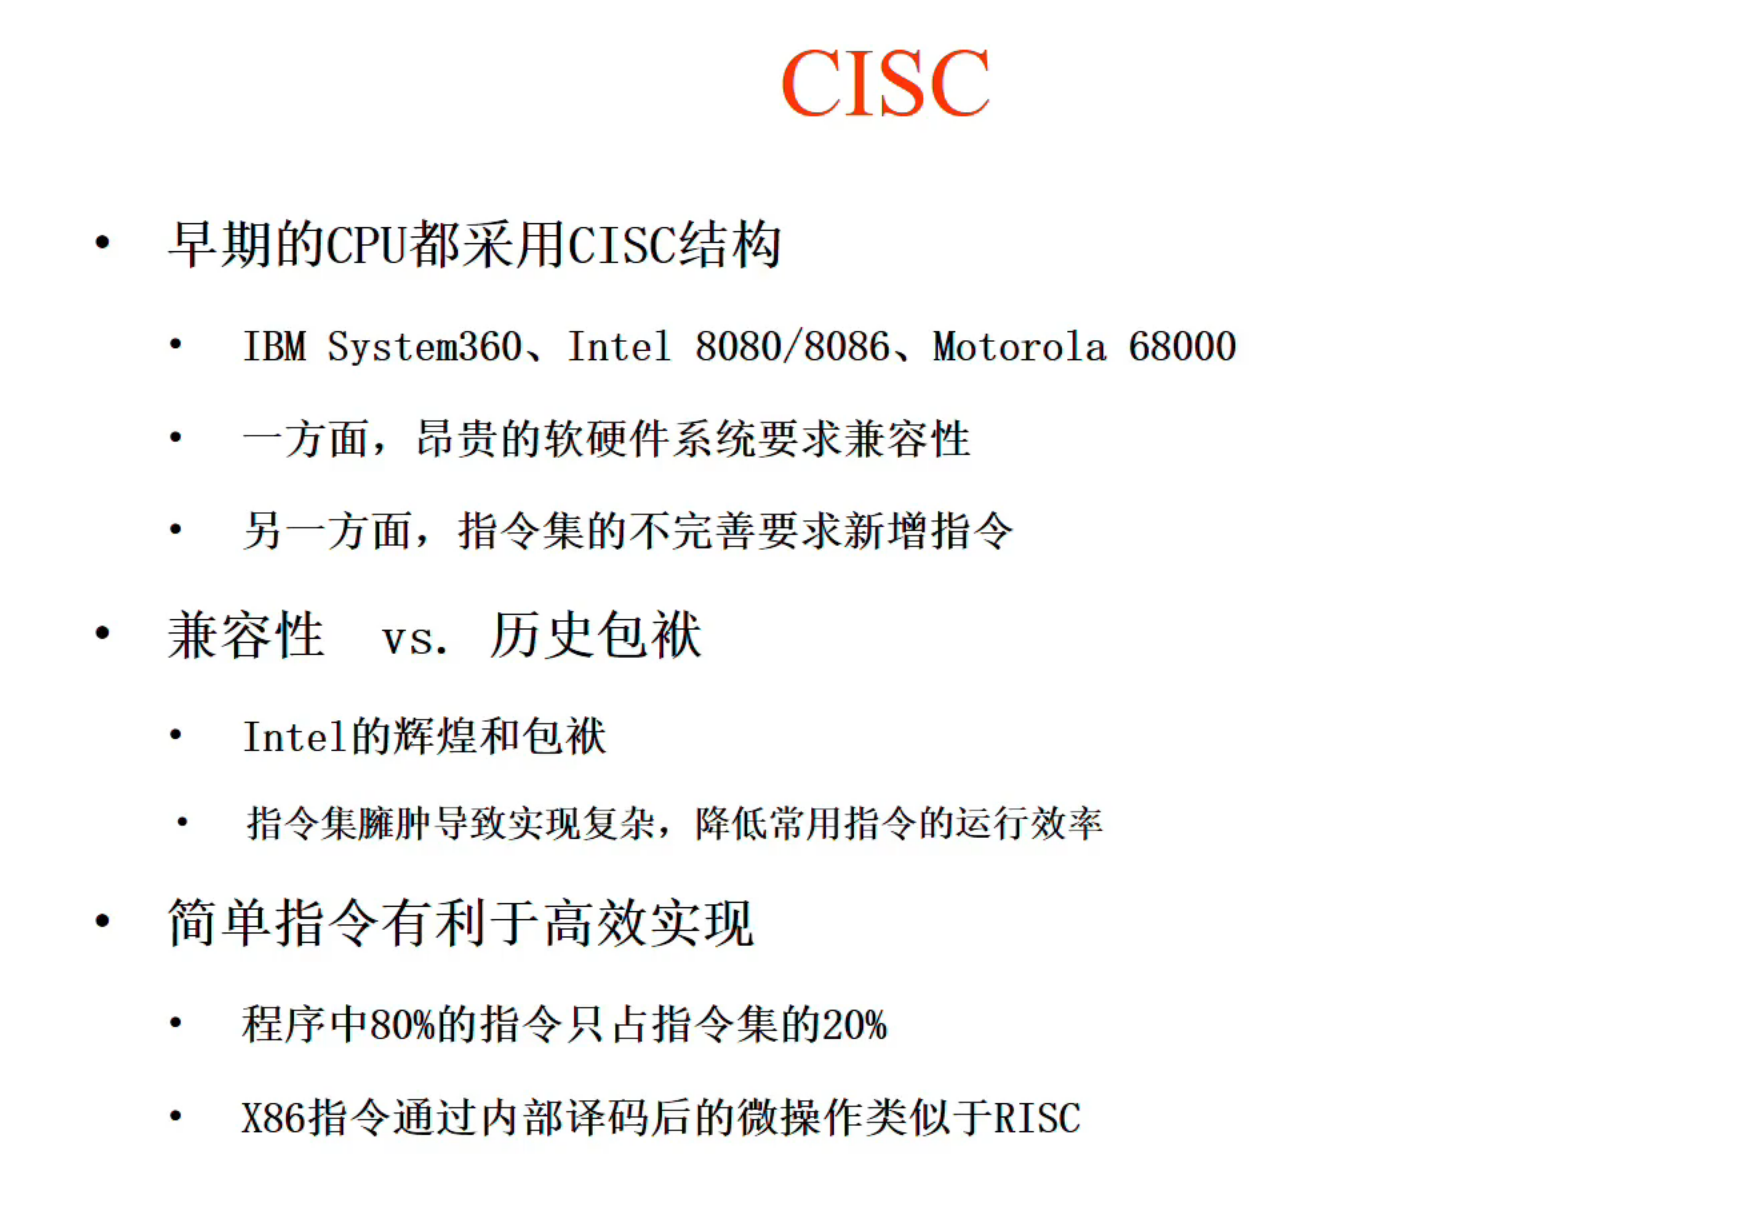 CISC
• 早期的CPU都采用CISC结构
• IBM System360、Intel 8080/8086、Motorola 68000
• 一方面，昂贵的软硬件系统要求兼容性
• 另一方面，指令集的不完善要求新增指令
• 兼容性 vs. 历史包袱
• Intel的辉煌和包袱
• 指令集臃肿导致实现复杂，降低常用指令的运行效率
• 简单指令有利于高效实现
• 程序中80%的指令只占指令集的20%
• X86指令通过内部译码后的微操作类似于RISC